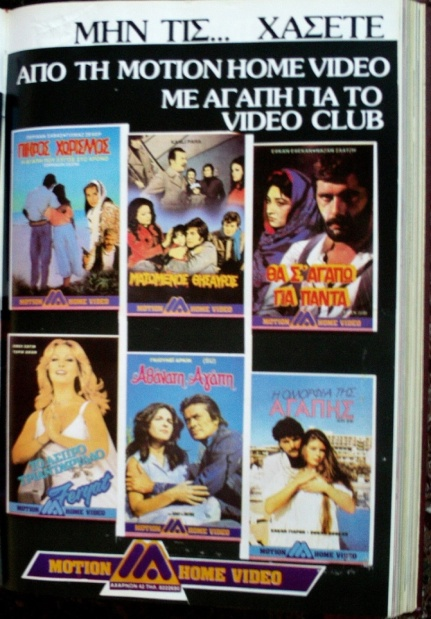 ΜΗΝ ΤΙΣ... ΧΑΣΕΤΕ
ΑΠΟ ΤΗ MOTION HOME VIDEO
ΜΕ ΑΓΑΠΗ ΓΙΑ ΤΟ
VIDEO CLUB
ΠΙΚΡΟΣ ΧΩΡΙΣΜΟΣ
MOTION HOME VIDEO
ΜΑΤΩΜΕΝΟΣ ΘΗΣΑΥΡΟΣ
MOTION HOME VIDEO
ΘΑ Σ' ΑΓΑΠΩ
ΓΙΑ ΠΑΝΤΑ
MOTION HOME VIDEO
Forget
MOTION HOME VIDEO
Αθάνατη Αγάπη
MOTION HOME VIDEO
Η ΟΜΟΡΦΙΑ ΤΗΣ
ΑΓΑΠΗΣ
MOTION HOME VIDEO
MOTION HOME VIDEO